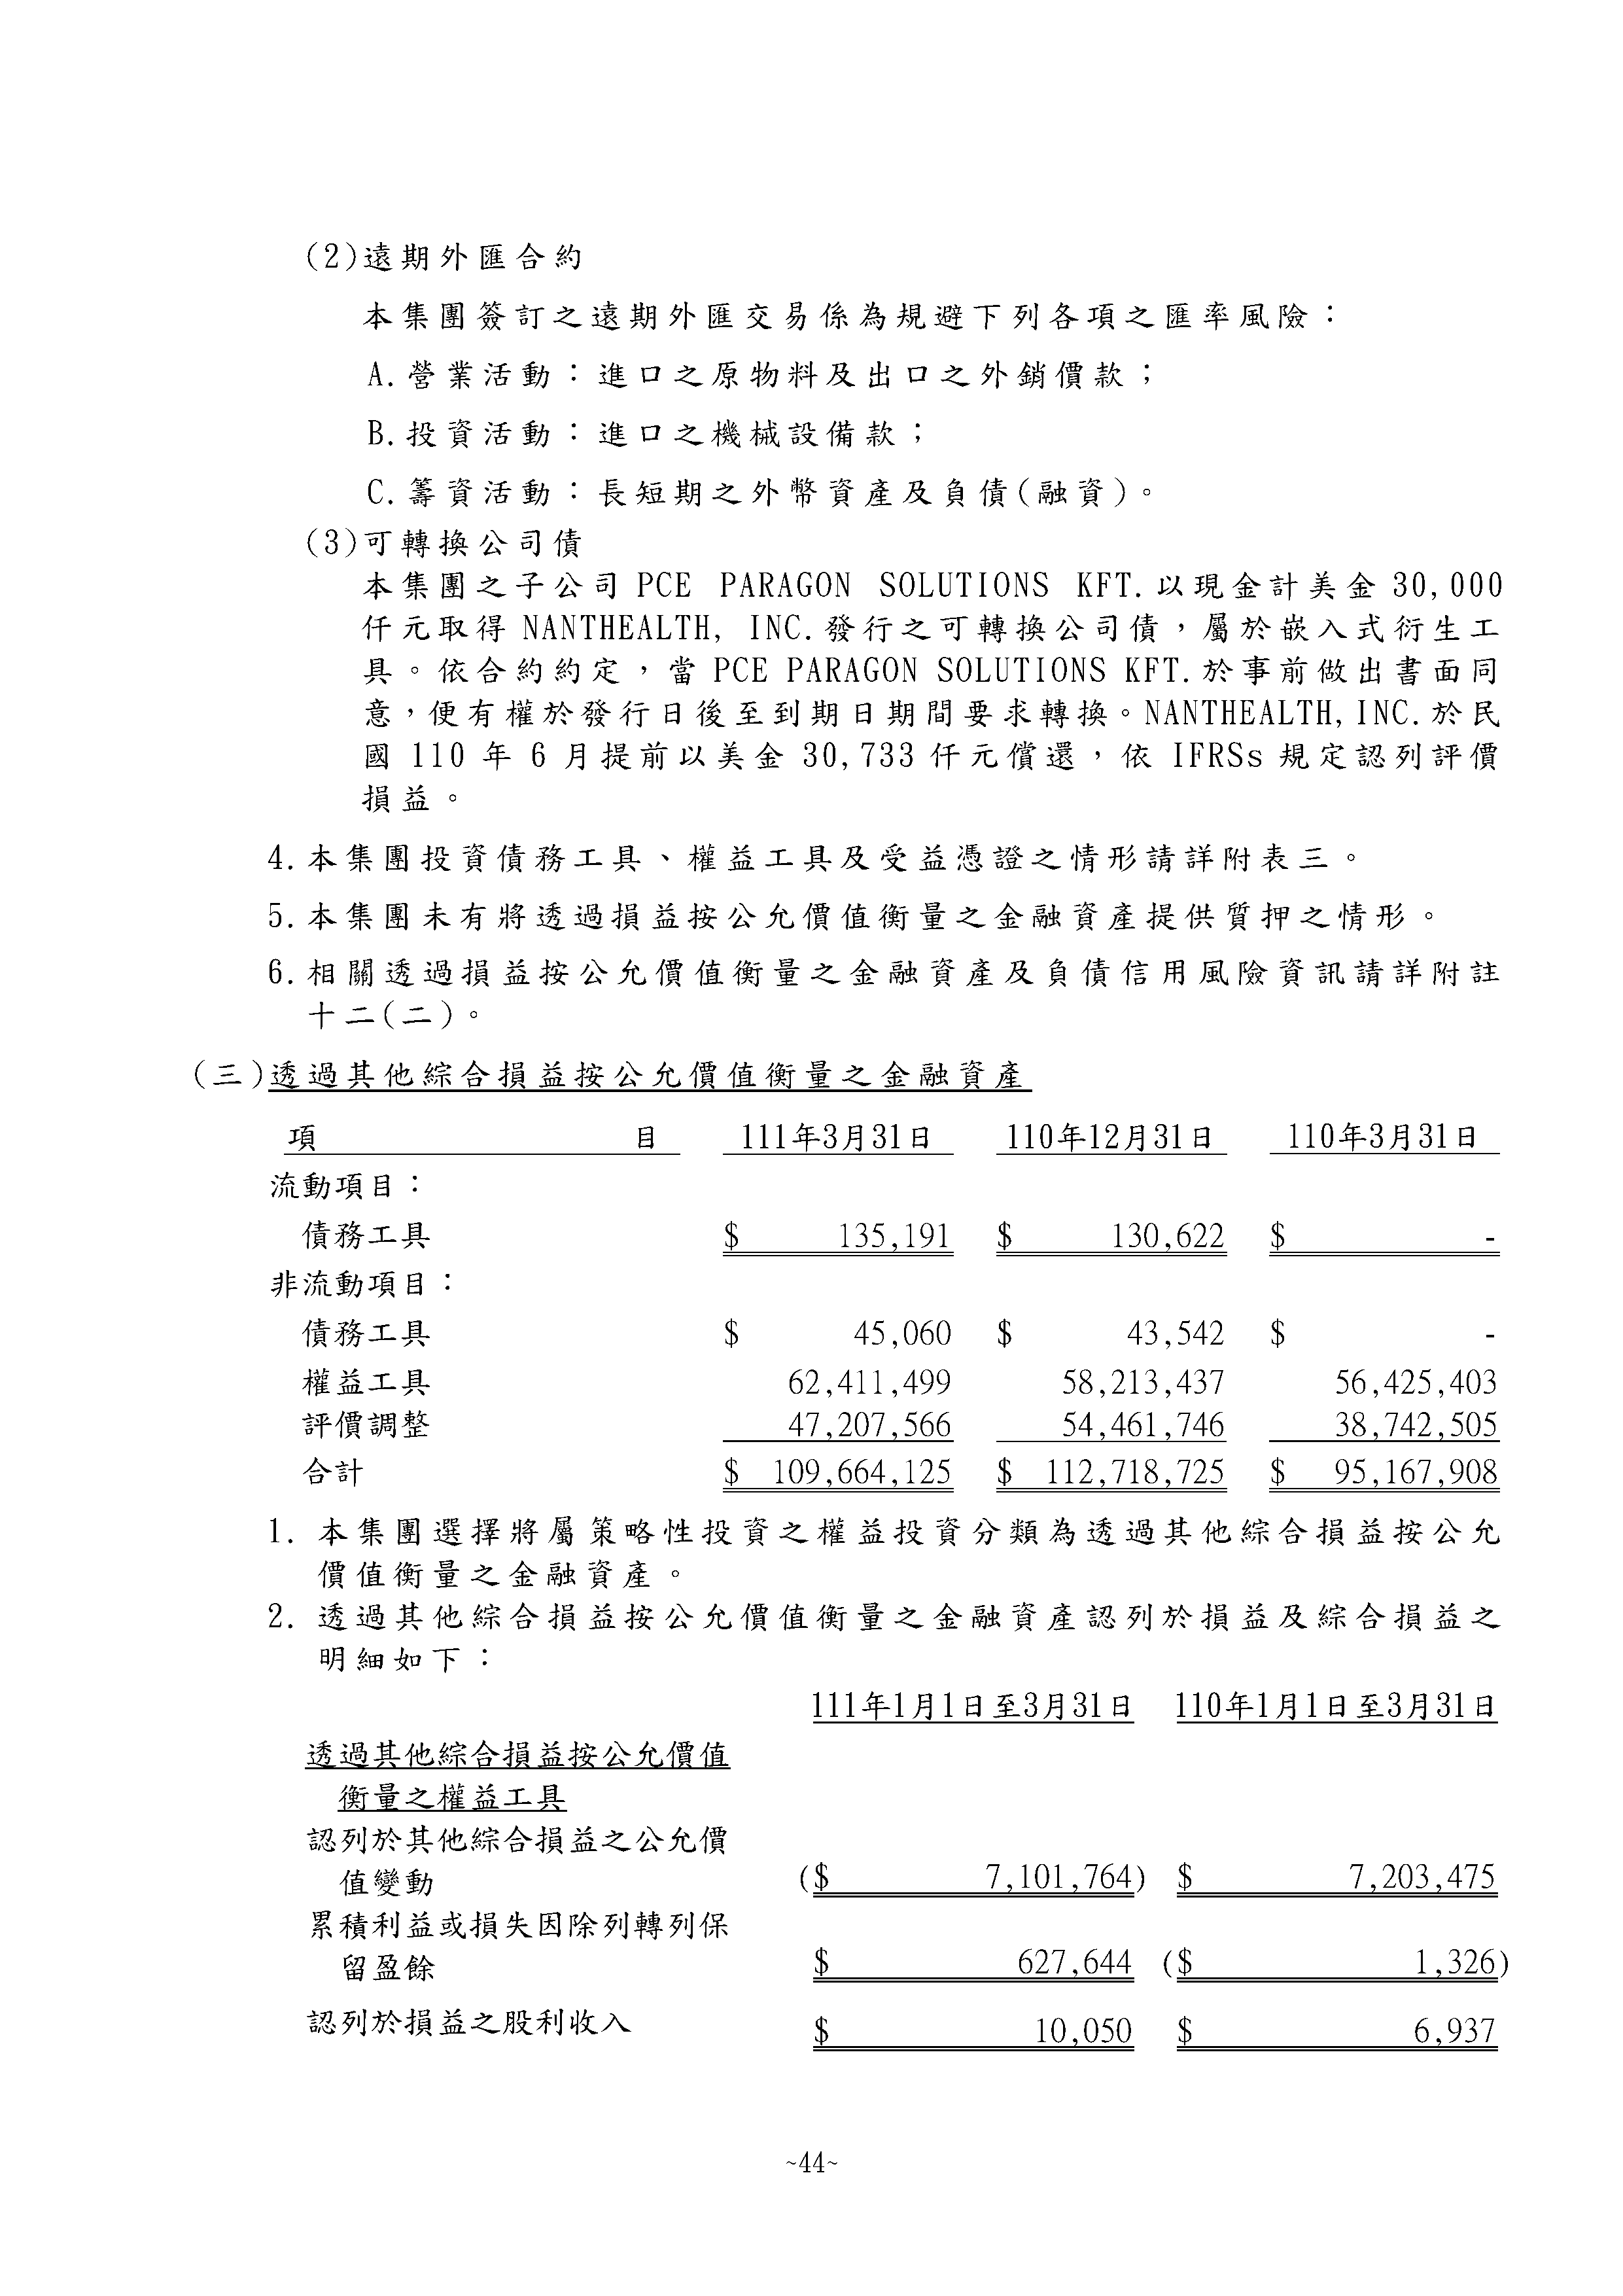 (2)遠期外匯合約
本集團簽訂之遠期外匯交易係為規避下列各項之匯率風險：
A.營業活動：進口之原物料及出口之外銷價款；
B.投資活動：進口之機械設備款；
C.籌資活動：長短期之外幣資產及負債(融資)。
(3)可轉換公司債
本集團之子公司 PCE PARAGON SOLUTIONS KFT.以現金計美金 30,000
仟元取得 NANTHEALTH, INC.發行之可轉換公司債，屬於嵌入式衍生工
具。依合約約定，當 PCE PARAGON SOLUTIONS KFT.於事前做出書面同
意，便有權於發行日後至到期日期間要求轉換。NANTHEALTH,INC.於民
國 110 年 6 月提前以美金 30,733 仟元償還，依 IFRSs 規定認列評價
損益。
4.本集團投資債務工具、權益工具及受益憑證之情形請詳附表三。
5.本集團未有將透過損益按公允價值衡量之金融資產提供質押之情形。
6.相關透過損益按公允價值衡量之金融資產及負債信用風險資訊請詳附註
十二(二)。
(三)透過其他綜合損益按公允價值衡量之金融資產
項 目 111年3月31日 110年12月31日 110年3月31日
流動項目：
債務工具 $ 135,191 $ 130,622 $ -
非流動項目：
債務工具 $ 45,060 $ 43,542 $ -
權益工具 62,411,499 58,213,437 56,425,403
評價調整 47,207,566 54,461,746 38,742,505
合計 $ 109,664,125 $ 112,718,725 $ 95,167,908
1. 本集團選擇將屬策略性投資之權益投資分類為透過其他綜合損益按公允
價值衡量之金融資產。
2. 透過其他綜合損益按公允價值衡量之金融資產認列於損益及綜合損益之
明細如下：
111年1月1日至3月31日 110年1月1日至3月31日
透過其他綜合損益按公允價值
衡量之權益工具
認列於其他綜合損益之公允價
值變動 ($ 7,101,764) $ 7,203,475
累積利益或損失因除列轉列保
留盈餘 $ 627,644 ($ 1,326)
認列於損益之股利收入 $ 10,050 $ 6,937
~44~